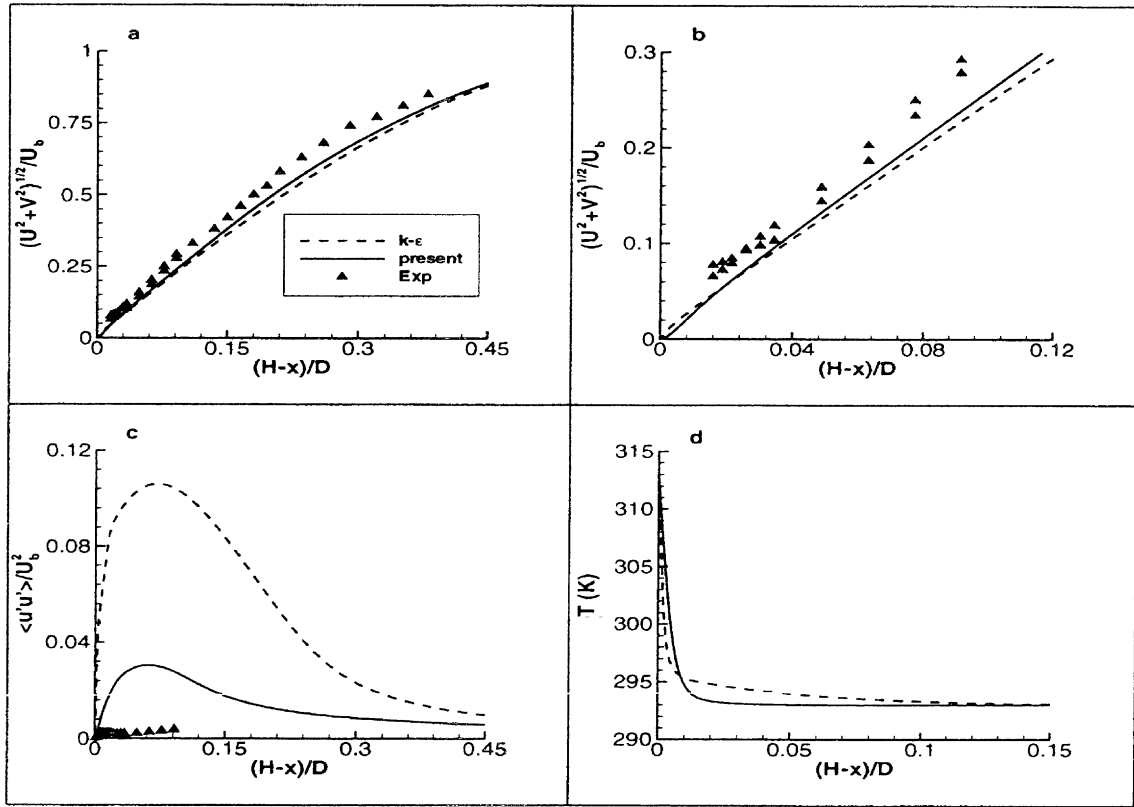 a
1
0.75
0.5
0.25
0
(U²+V²)^1/2/U_b
0 0.15 0.3 0.45
(H-x)/D
k-ε
present
Exp
b
0.3
0.2
0.1
0
(U²+V²)^1/2/U_b
0 0.04 0.08 0.12
(H-x)/D
c
0.12
0.08
0.04
0
<u'u'>/U_b²
0 0.15 0.3 0.45
(H-x)/D
d
315
310
305
300
295
290
T (K)
0 0.05 0.1 0.15
(H-x)/D